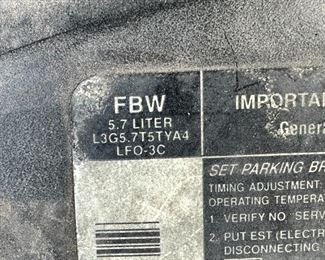 FBW
5.7 LITER
L3G5.7T5TYA4
LFO-3C
IMPORTA
Genera
SET PARKING BR
TIMING ADJUSTMENT:
OPERATING TEMPERA
1. VERIFY NO "SERV
2. PUT EST (ELECTR
DISCONNECTING